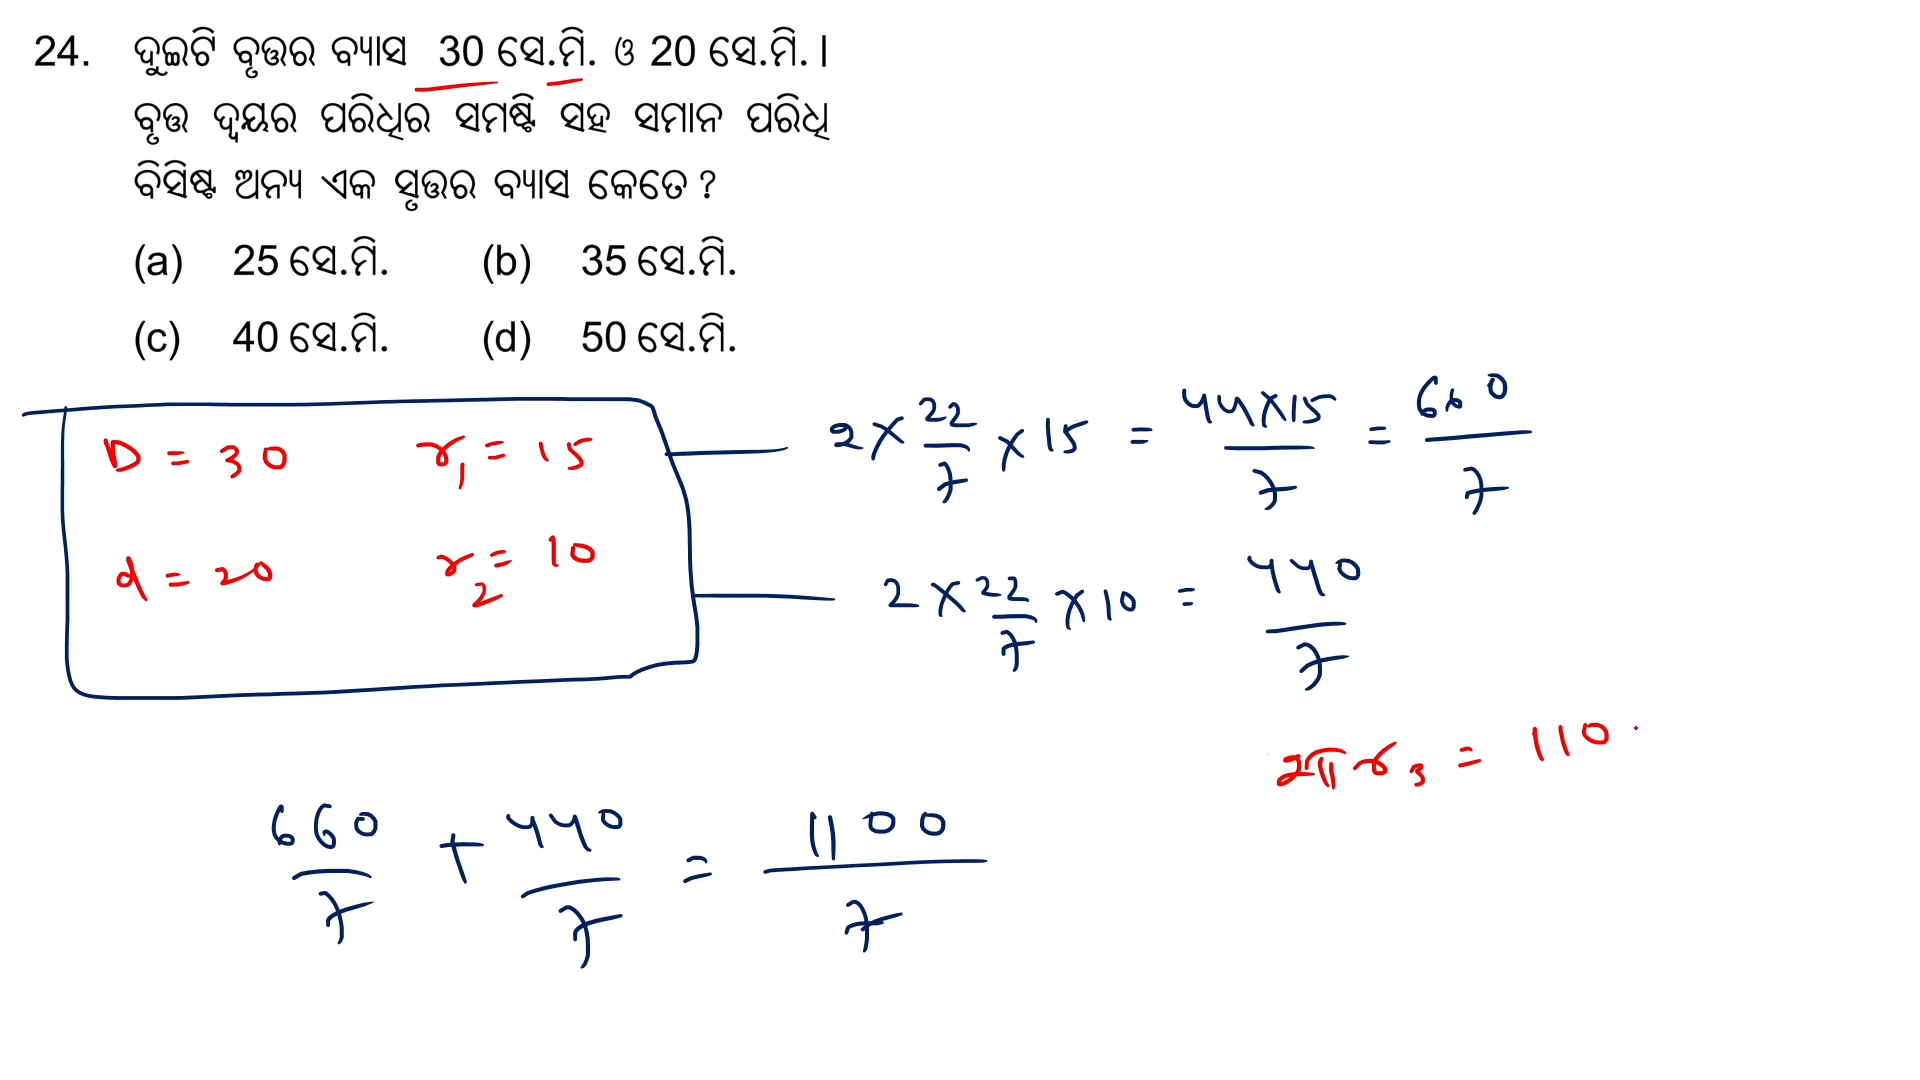 24. ଦୁଇଟି ବୃତ୍ତର ବ୍ୟାସ 30 ସେ.ମି. ଓ 20 ସେ.ମି.।
ବୃତ୍ତ ଦ୍ୱୟର ପରିଧିର ସମଷ୍ଟି ସହ ସମାନ ପରିଧି
ବିସିଷ୍ଟ ଅନ୍ୟ ଏକ ସୃତ୍ତର ବ୍ୟାସ କେତେ ?
(a) 25 ସେ.ମି. (b) 35 ସେ.ମି.
(c) 40 ସେ.ମି. (d) 50 ସେ.ମି.
D = 30 r₁ = 15
2 × 22/7 × 15 = 44×15/7 = 660/7
d = 20 r₂ = 10
2 × 22/7 × 10 = 440/7
2πr₃ = 110.
660/7 + 440/7 = 1100/7